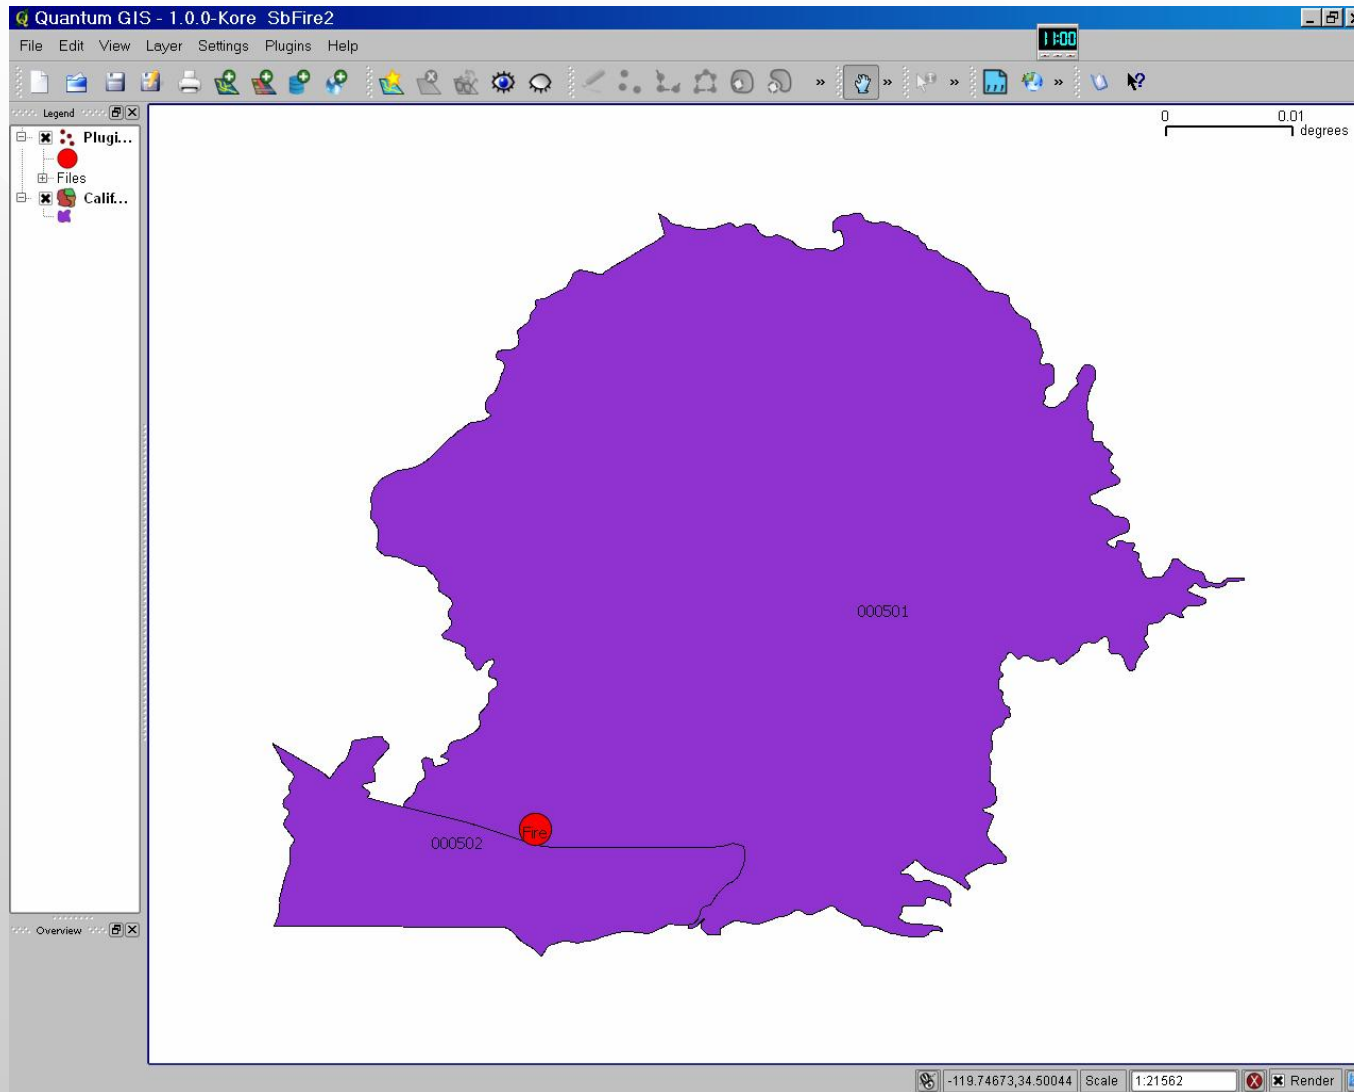 Quantum GIS - 1.0.0-Kore SbFire2
File Edit View Layer Settings Plugins Help
11:00
Legend
Plugi...
Files
Calif...
Overview
0 0.01
degrees
000501
Fire
000502
-119.74673,34.50044 Scale 1:21562 Render